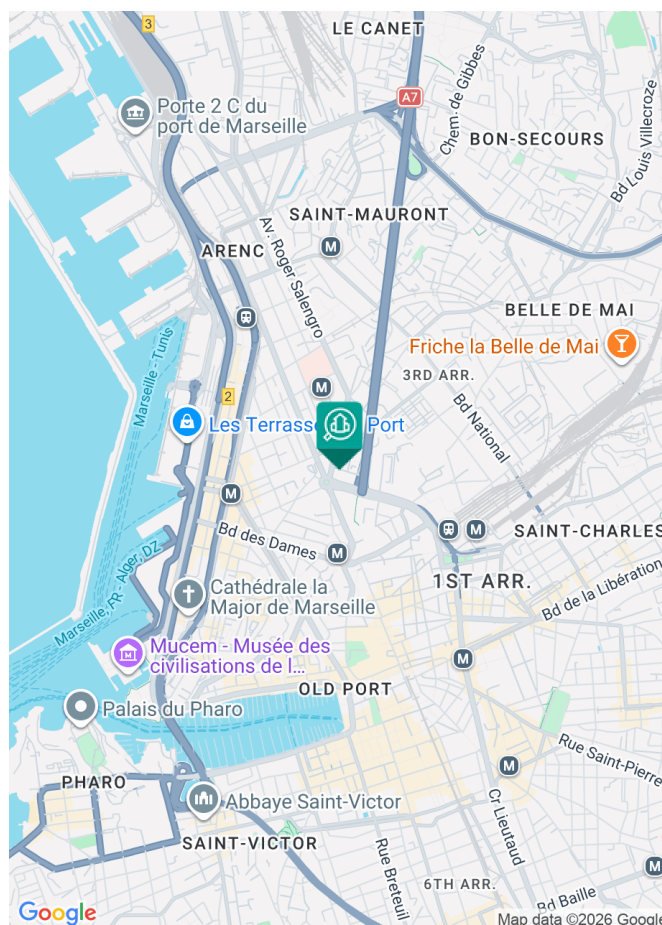 3
LE CANET
A7
Chem. de Gibbes
Porte 2 C du
port de Marseille
BON-SECOURS
Bd Louis Villecroze
Av. Roger Salengro
SAINT-MAURONT
M
ARENC
BELLE DE MAI
Friche la Belle de Mai
Marseille - Tunis
3RD ARR.
M
2
Bd National
Les Terrasse
Port
M
SAINT-CHARLES
M
Bd des Dames
M
Marseille, FR - Alger, DZ
1ST ARR.
Cathédrale la
Major de Marseille
Bd de la Libération
Mucem - Musée des
civilisations de l...
M
OLD PORT
Palais du Pharo
Rue Saint-Pierre
M
PHARO
Abbaye Saint-Victor
Cr Lieutaud
SAINT-VICTOR
Rue Breteuil
M
6TH ARR.
Bd Baille
Google
Map data ©2026 Google